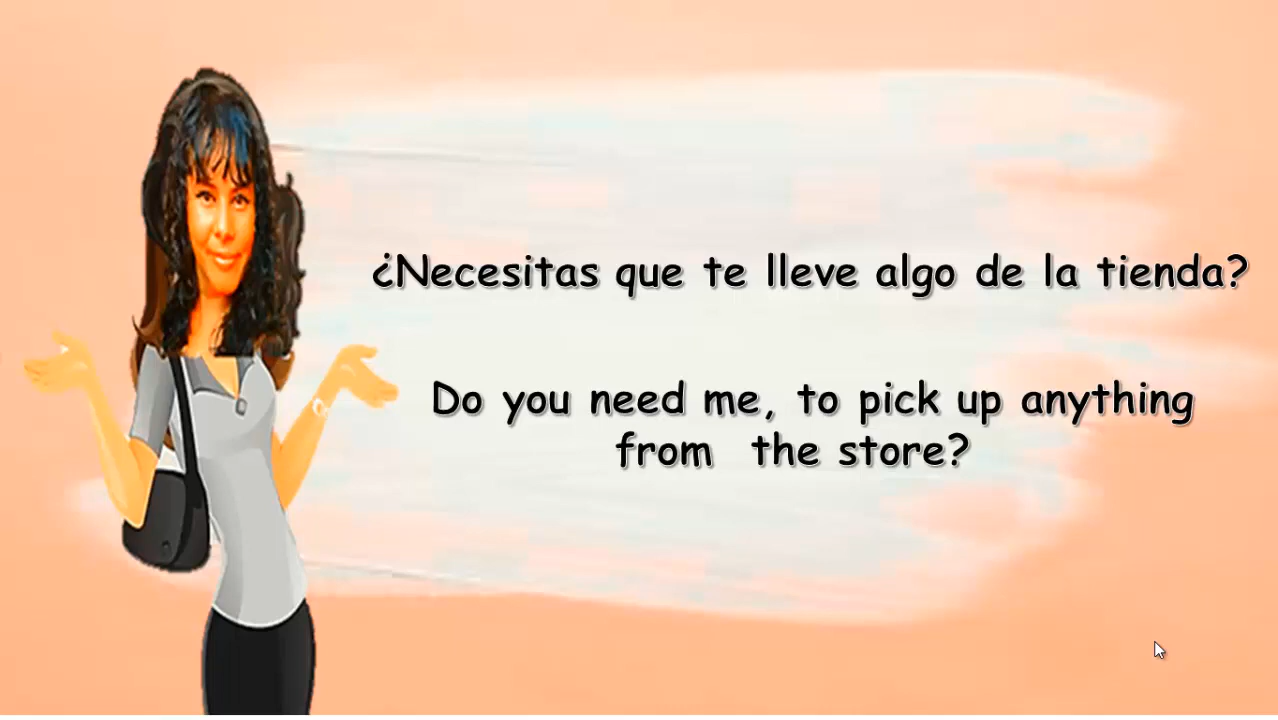 ¿Necesitas que te lleve algo de la tienda?
Do you need me, to pick up anything
from the store?